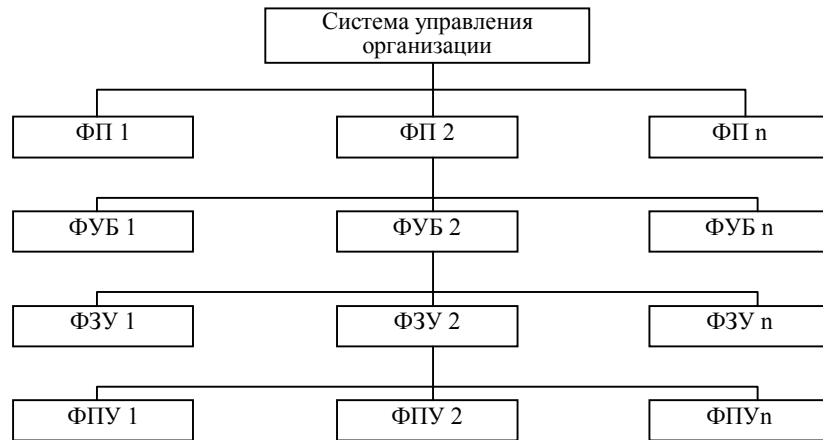 Система управления
организации
ФП 1
ФП 2
ФП n
ФУБ 1
ФУБ 2
ФУБ n
ФЗУ 1
ФЗУ 2
ФЗУ n
ФПУ 1
ФПУ 2
ФПУn